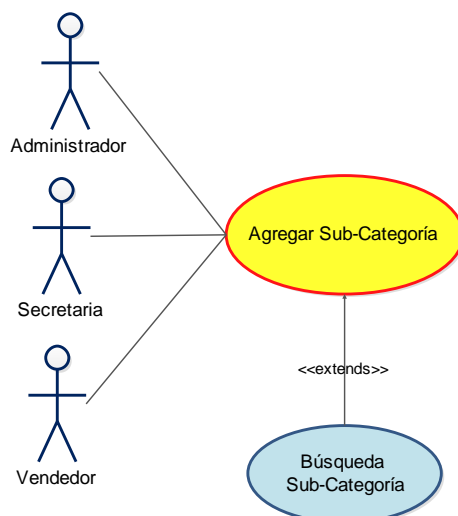 Administrador
Agregar Sub-Categoría
Secretaria
<<extends>>
Vendedor
Búsqueda
Sub-Categoría